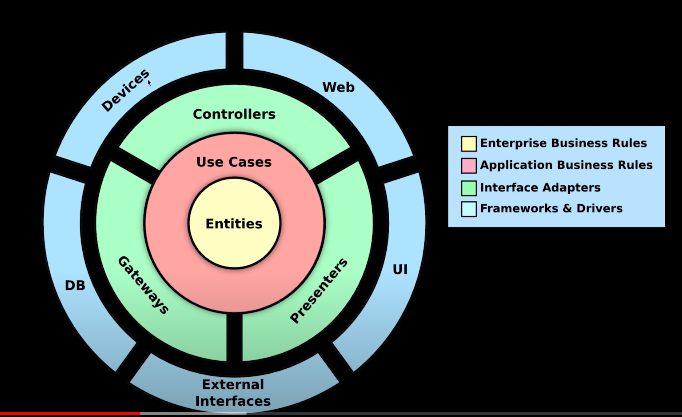 Devices
Web
Controllers
Use Cases
Entities
DB
Gateways
Presenters
UI
External
Interfaces
Enterprise Business Rules
Application Business Rules
Interface Adapters
Frameworks & Drivers